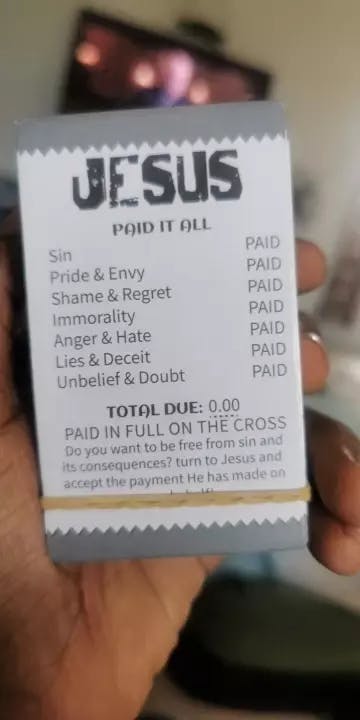 JESUS
PAID IT ALL
Sin PAID
Pride & Envy PAID
Shame & Regret PAID
Immorality PAID
Anger & Hate PAID
Lies & Deceit PAID
Unbelief & Doubt PAID
TOTAL DUE: 0.00
PAID IN FULL ON THE CROSS
Do you want to be free from sin and
its consequences? turn to Jesus and
accept the payment He has made on